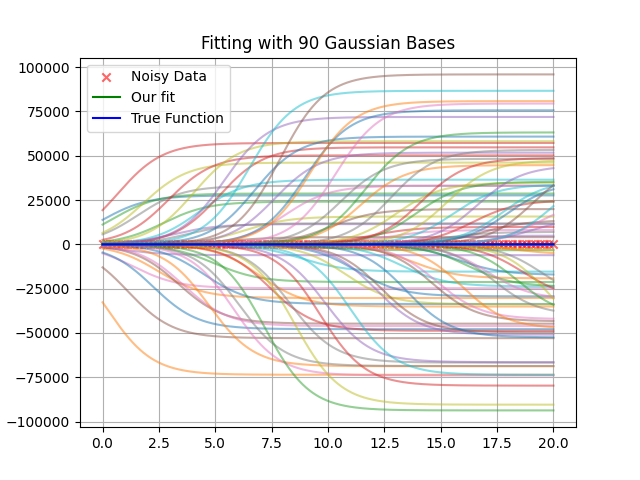 Fitting with 90 Gaussian Bases
Noisy Data
Our fit
True Function
100000
75000
50000
25000
0
−25000
−50000
−75000
−100000
0.0 2.5 5.0 7.5 10.0 12.5 15.0 17.5 20.0